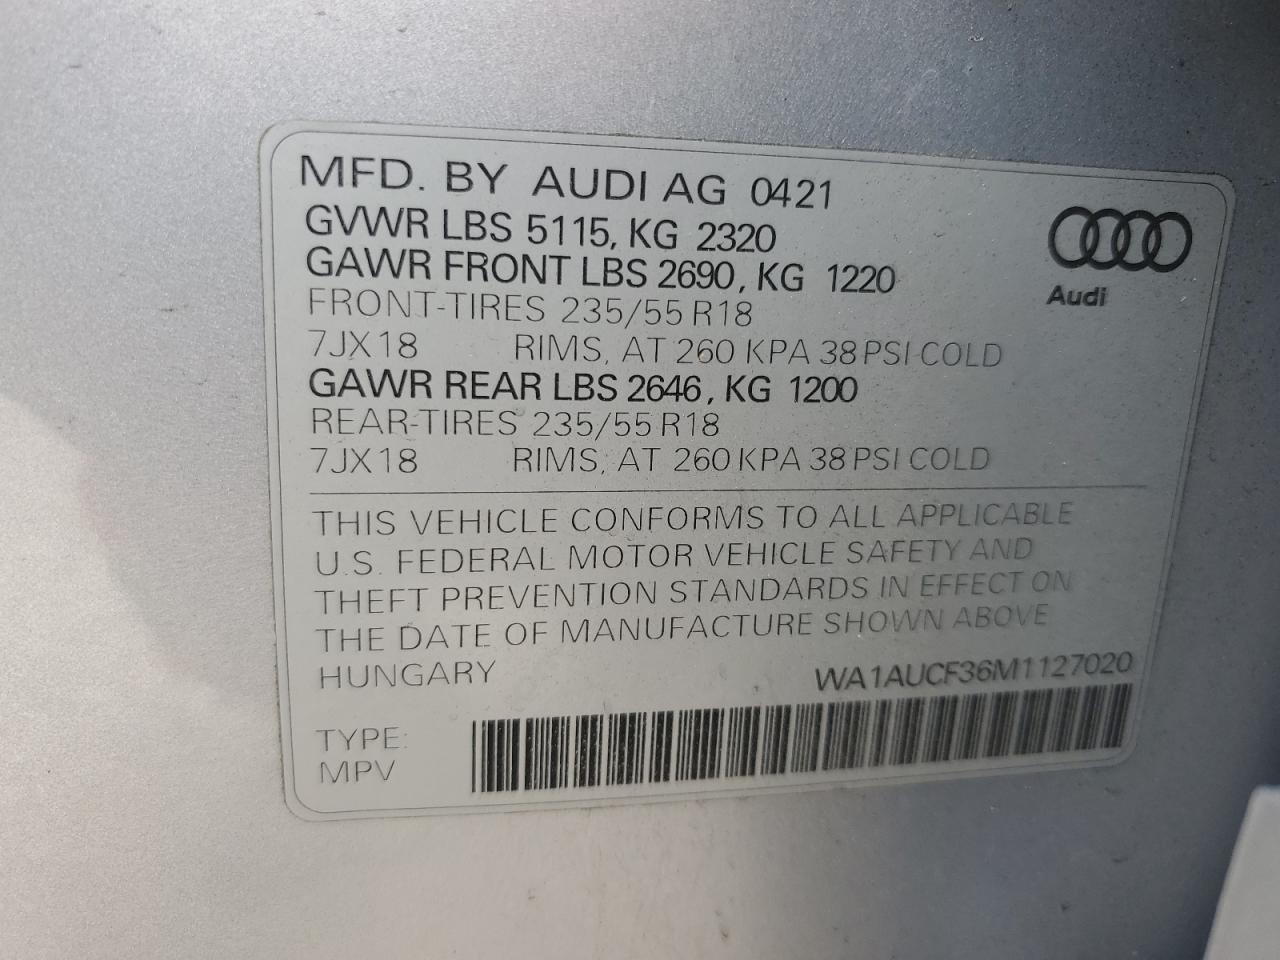 MFD. BY AUDI AG 0421
GVWR LBS 5115, KG 2320
GAWR FRONT LBS 2690, KG 1220
FRONT-TIRES 235/55 R18
7JX18 RIMS, AT 260 KPA 38 PSI COLD
GAWR REAR LBS 2646, KG 1200
REAR-TIRES 235/55 R18
7JX18 RIMS, AT 260 KPA 38 PSI COLD
Audi
THIS VEHICLE CONFORMS TO ALL APPLICABLE
U.S. FEDERAL MOTOR VEHICLE SAFETY AND
THEFT PREVENTION STANDARDS IN EFFECT ON
THE DATE OF MANUFACTURE SHOWN ABOVE
HUNGARY WA1AUCF36M1127020
TYPE:
MPV